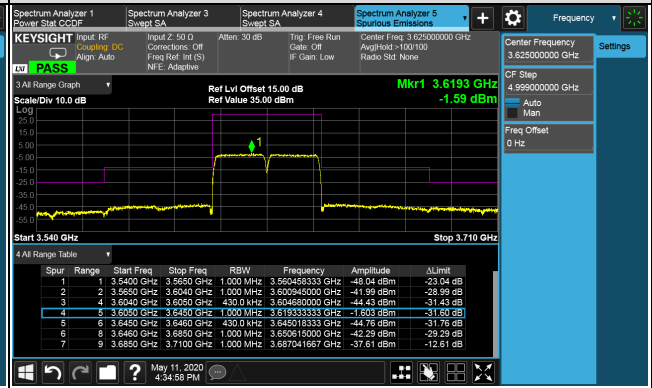 Spectrum Analyzer 1
Power Stat CCDF
Spectrum Analyzer 3
Swept SA
Spectrum Analyzer 4
Swept SA
Spectrum Analyzer 5
Spurious Emissions
+
Frequency
KEYSIGHT
Input: RF
Coupling: DC
Align: Auto
Input Z: 50 Ω
Corrections: Off
Freq Ref: Int (S)
NFE: Adaptive
Atten: 30 dB
Trig: Free Run
Gate: Off
IF Gain: Low
Center Freq: 3.625000000 GHz
Avg|Hold:>100/100
Radio Std: None
LXI PASS
Center Frequency
3.625000000 GHz
Settings
CF Step
4.999000000 GHz
Auto
Man
Freq Offset
0 Hz
3 All Range Graph
Scale/Div 10.0 dB
Ref Lvl Offset 15.00 dB
Ref Value 35.00 dBm
Mkr1 3.6193 GHz
-1.59 dBm
Log
25.0
15.0
5.00
-5.00
-15.0
-25.0
-35.0
-45.0
-55.0
1
Start 3.540 GHz
Stop 3.710 GHz
4 All Range Table
Spur Range Start Freq Stop Freq RBW Frequency Amplitude ΔLimit
1 1 3.5400 GHz 3.5650 GHz 1.000 MHz 3.560458333 GHz -48.04 dBm -23.04 dB
2 2 3.5650 GHz 3.6040 GHz 1.000 MHz 3.600945000 GHz -41.99 dBm -28.99 dB
3 4 3.6040 GHz 3.6050 GHz 430.0 kHz 3.604680000 GHz -44.43 dBm -31.43 dB
4 5 3.6050 GHz 3.6450 GHz 1.000 MHz 3.619333333 GHz -1.603 dBm -31.60 dB
5 6 3.6450 GHz 3.6460 GHz 430.0 kHz 3.645018333 GHz -44.76 dBm -31.76 dB
6 8 3.6460 GHz 3.6850 GHz 1.000 MHz 3.650615000 GHz -42.29 dBm -29.29 dB
7 9 3.6850 GHz 3.7100 GHz 1.000 MHz 3.687041667 GHz -37.61 dBm -12.61 dB
?
May 11, 2020
4:34:58 PM